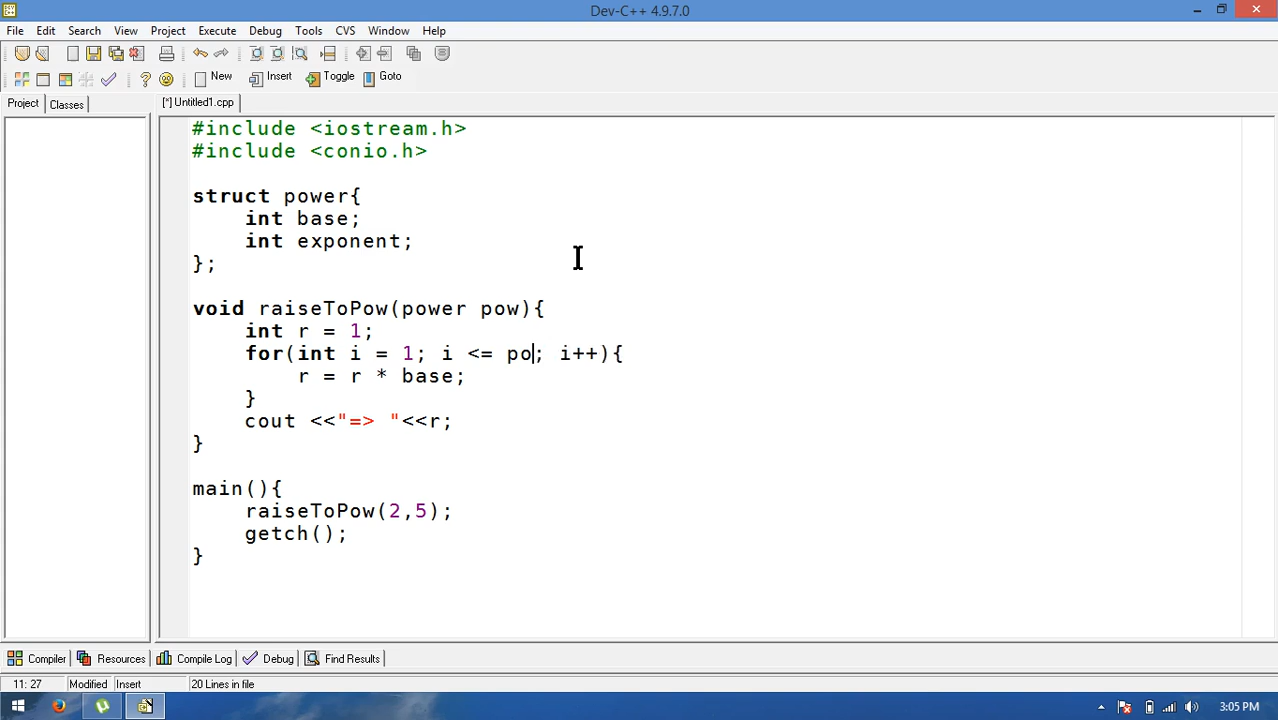 Dev-C++ 4.9.7.0
File Edit Search View Project Execute Debug Tools CVS Window Help
New Insert Toggle Goto
Project Classes [*] Untitled1.cpp
#include <iostream.h>
#include <conio.h>
struct power{
int base;
int exponent;
};
void raiseToPow(power pow){
int r = 1;
for(int i = 1; i <= po; i++){
r = r * base;
}
cout <<"=> "<<r;
}
main(){
raiseToPow(2,5);
getch();
}
Compiler Resources Compile Log Debug Find Results
11: 27 Modified Insert 20 Lines in file
3:05 PM